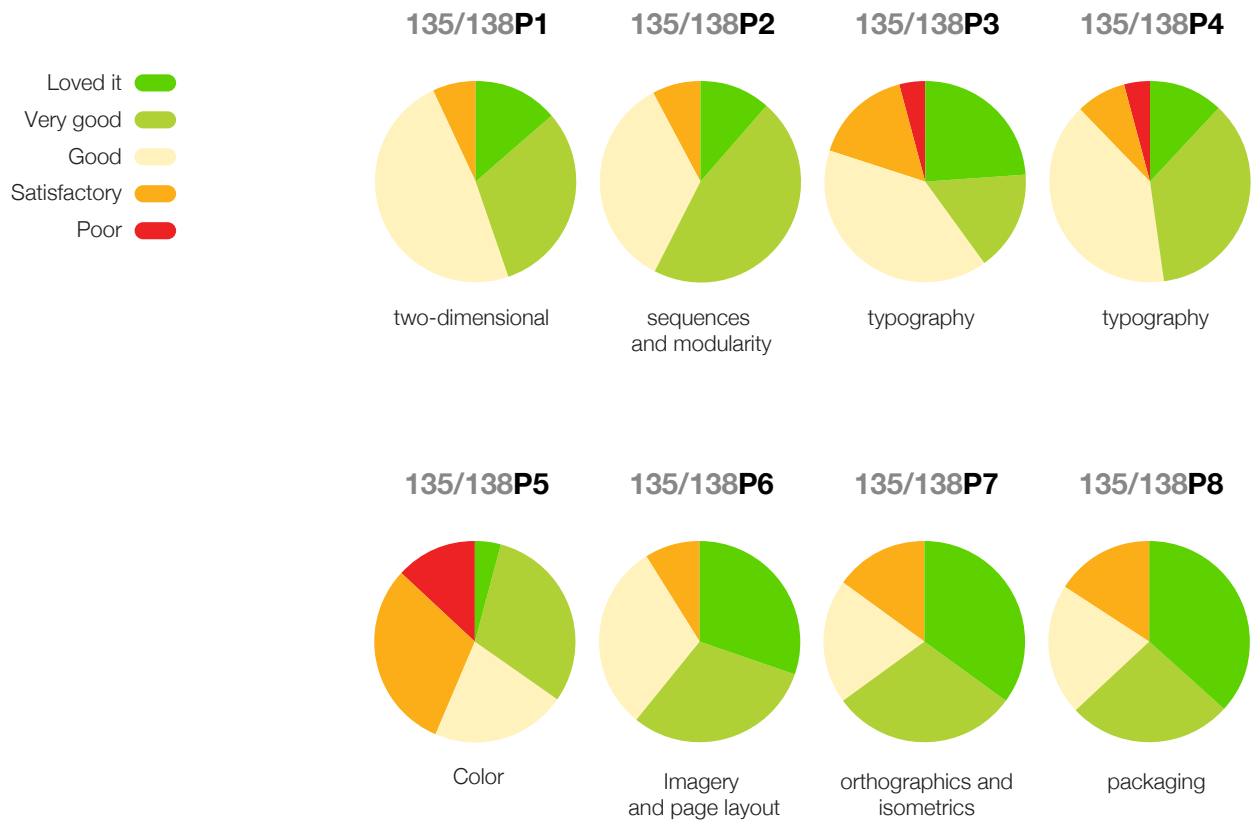 135/138P1
135/138P2
135/138P3
135/138P4
Loved it
Very good
Good
Satisfactory
Poor
two-dimensional
sequences
and modularity
typography
typography
135/138P5
135/138P6
135/138P7
135/138P8
Color
Imagery
and page layout
orthographics and
isometrics
packaging